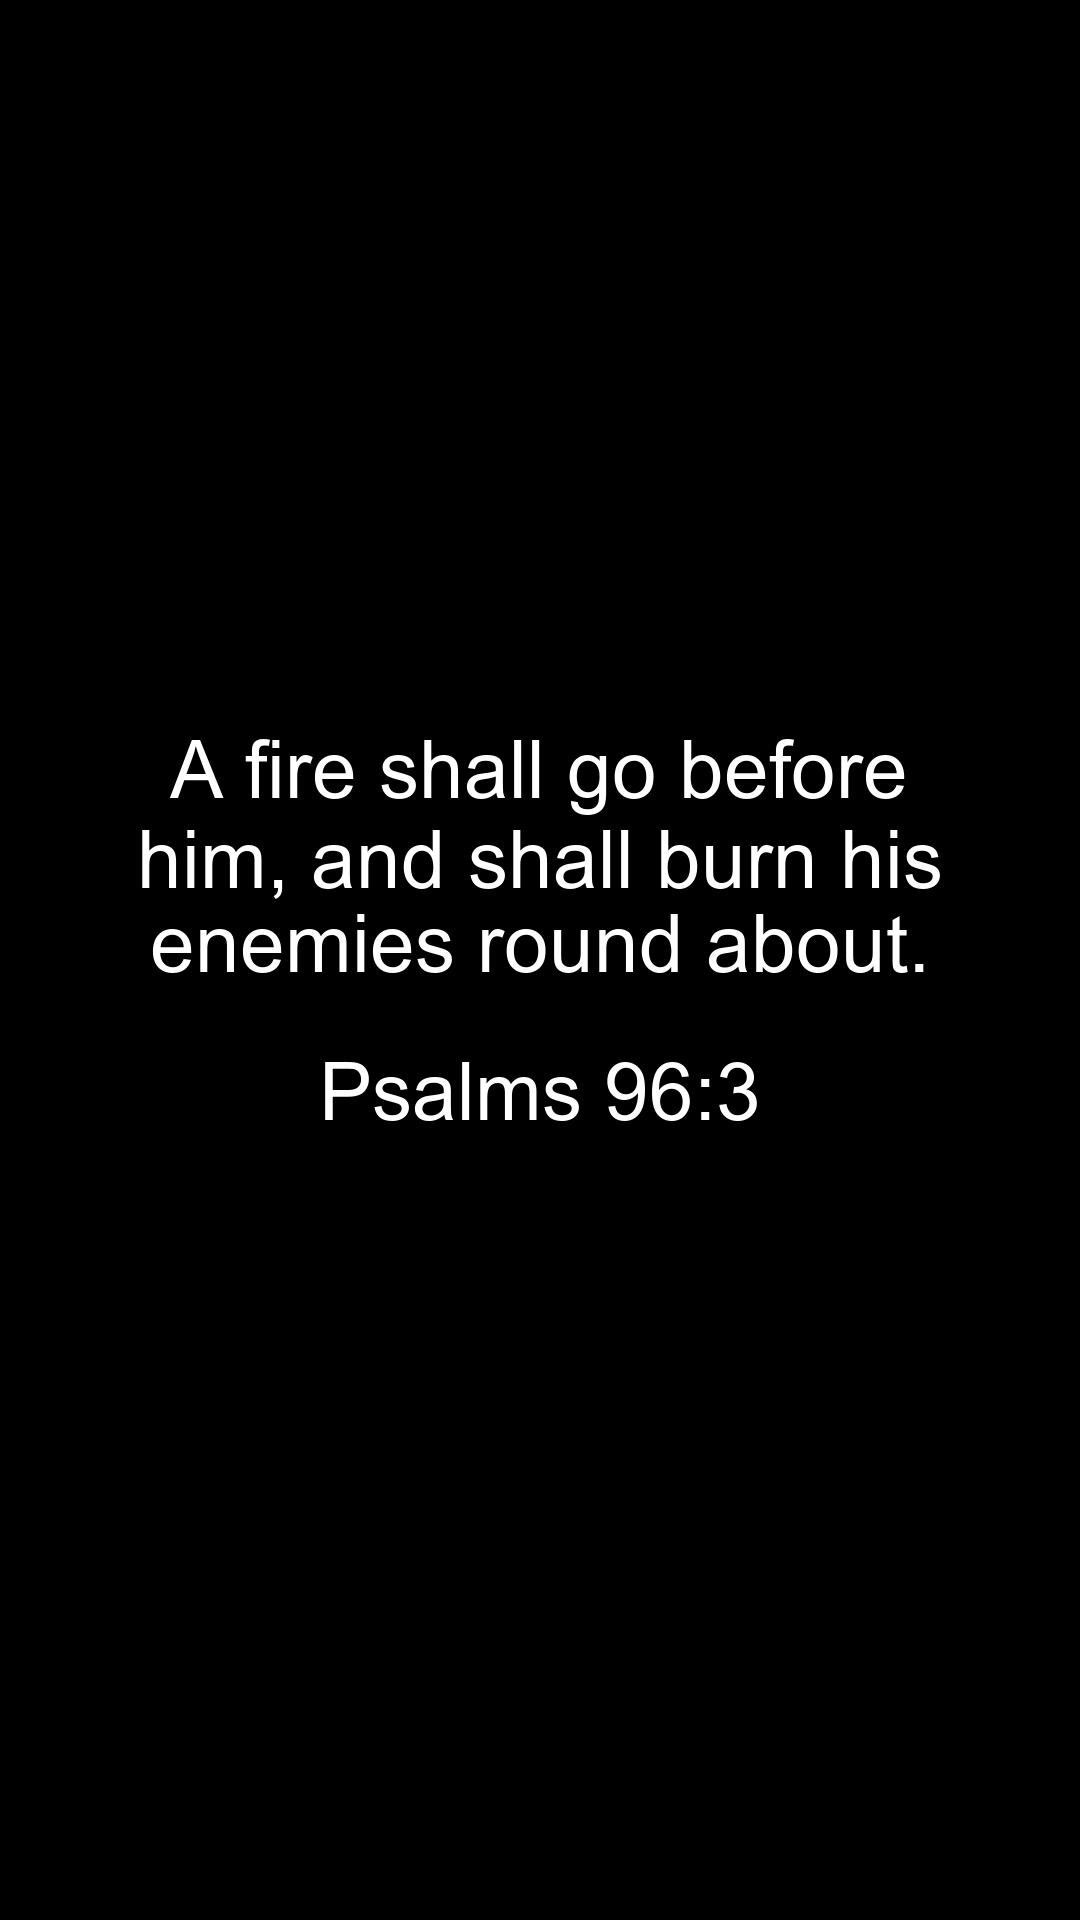 A fire shall go before
him, and shall burn his
enemies round about.
Psalms 96:3